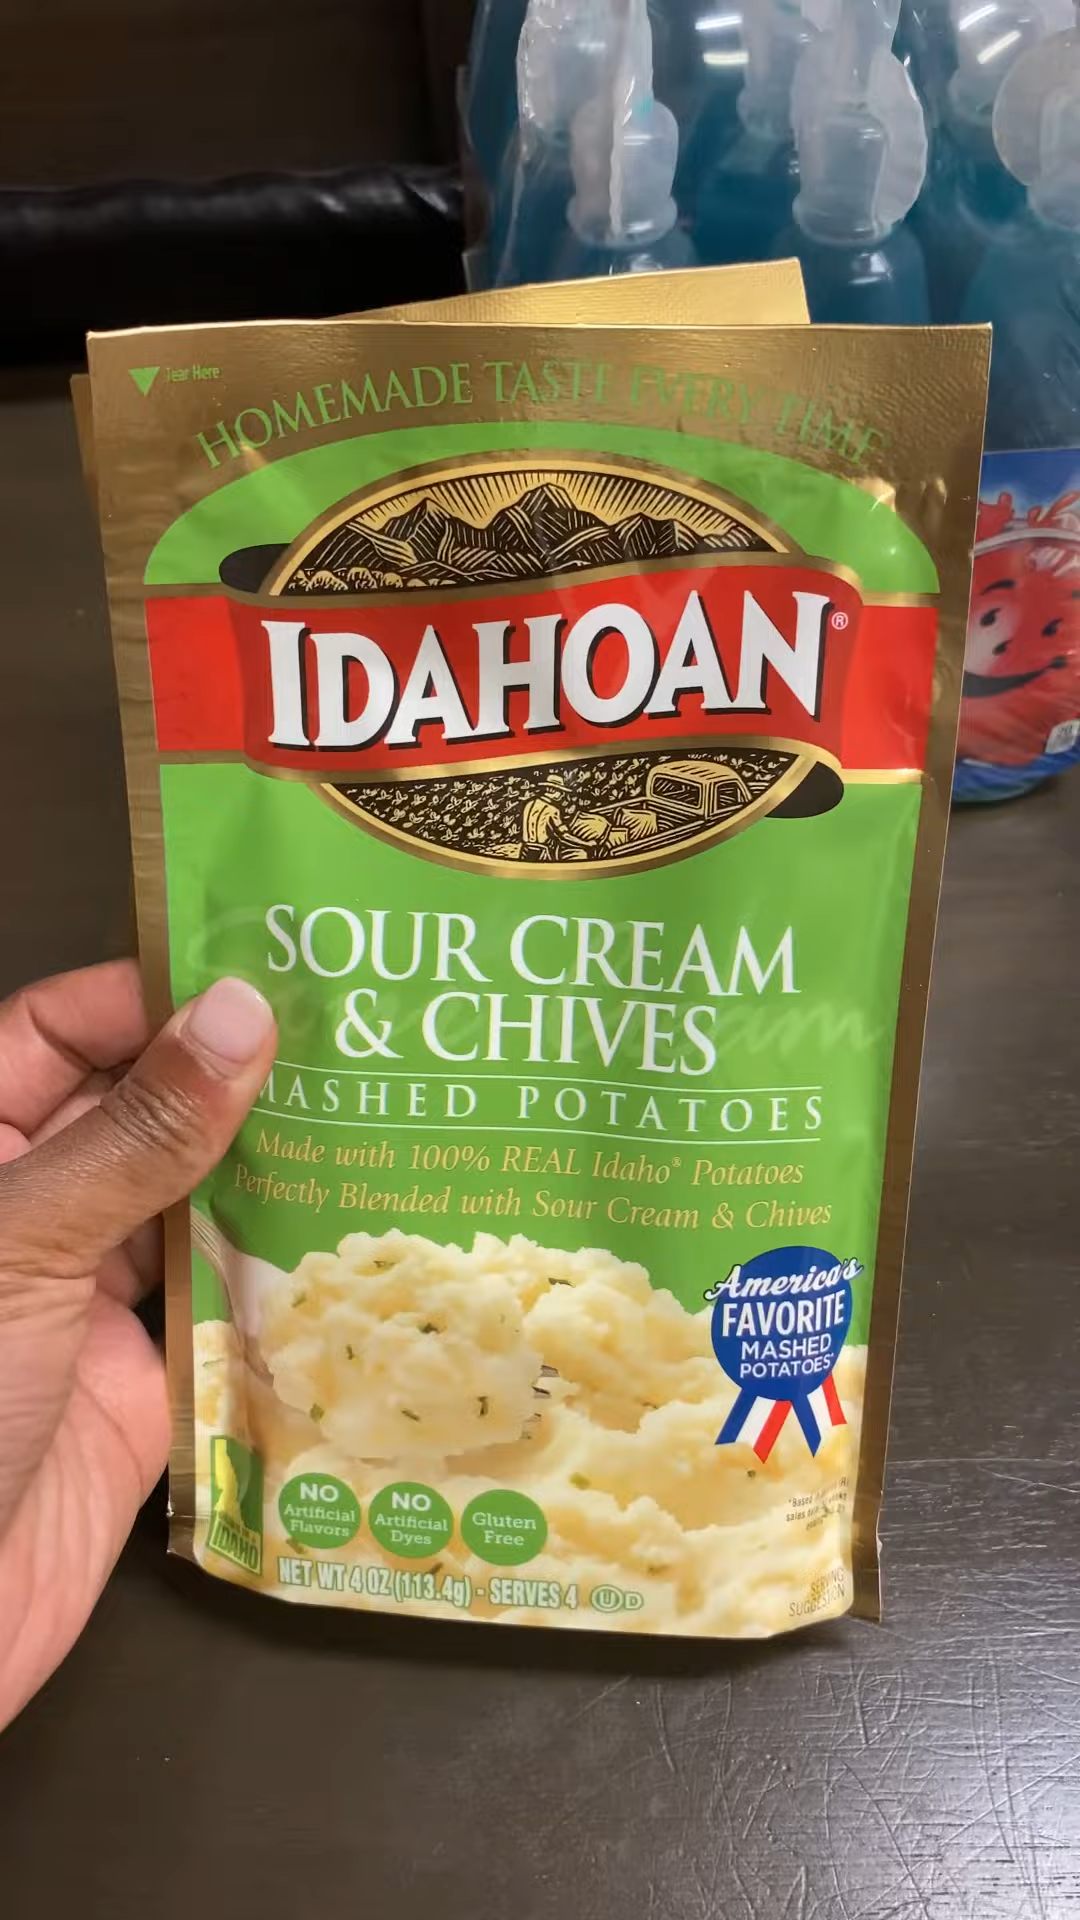 Tear Here
HOMEMADE TASTE EVERY TIME
IDAHOAN®
SOUR CREAM
& CHIVES
MASHED POTATOES
Made with 100% REAL Idaho® Potatoes
Perfectly Blended with Sour Cream & Chives
America's
FAVORITE
MASHED
POTATOES*
NO
Artificial
Flavors
NO
Artificial
Dyes
Gluten
Free
IDAHO
NET WT 4 OZ (113.4g) - SERVES 4 U D
*Based
sales
SERVING
SUGGESTION